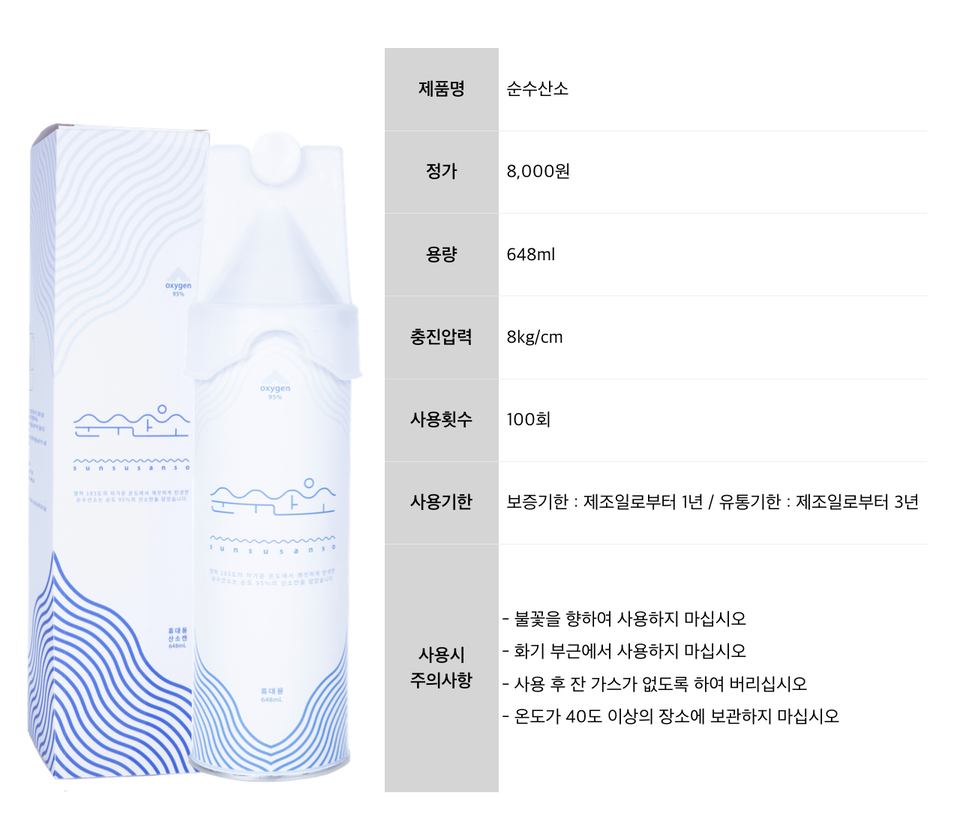 제품명 순수산소
정가 8,000원
용량 648ml
충진압력 8kg/cm
사용횟수 100회
사용기한 보증기한 : 제조일로부터 1년 / 유통기한 : 제조일로부터 3년
사용시
주의사항
- 불꽃을 향하여 사용하지 마십시오
- 화기 부근에서 사용하지 마십시오
- 사용 후 잔 가스가 없도록 하여 버리십시오
- 온도가 40도 이상의 장소에 보관하지 마십시오
oxygen
95%
순수산소
sunsusanso
휴대용
산소캔
648mL
oxygen
95%
순수산소
sunsusanso
휴대용
648mL